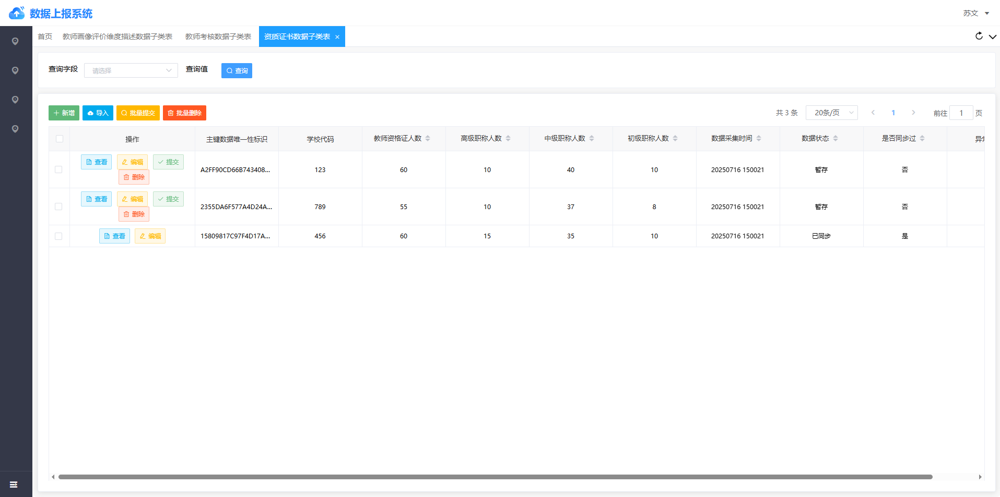 数据上报系统
苏文
首页 教师画像评价维度描述数据子类表 教师考核数据子类表 资质证书数据子类表 ×
查询字段 请选择 查询值 查询
新增 导入 批量提交 批量删除 共 3 条 20条/页 1 前往 1 页
操作 主键数据唯一性标识 学校代码 教师资格证人数 高级职称人数 中级职称人数 初级职称人数 数据采集时间 数据状态 是否同步过
查看 编辑 提交
删除
A2FF90CD66B743408... 123 60 10 40 10 20250716 150021 暂存 否
查看 编辑 提交
删除
2355DA6F577A4D24A... 789 55 10 37 8 20250716 150021 暂存 否
查看 编辑 15809817C97F4D17A... 456 60 15 35 10 20250716 150021 已同步 是